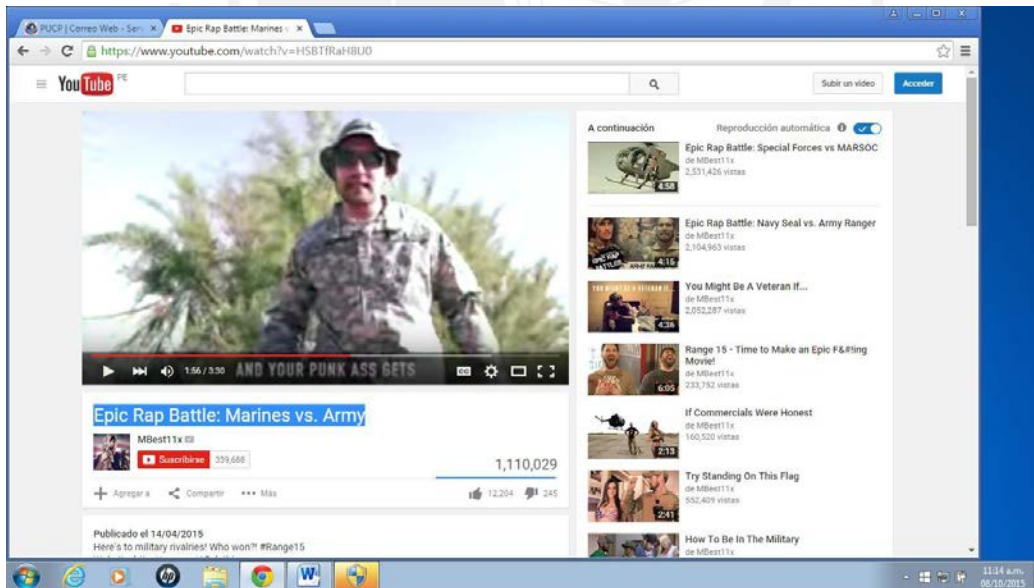 PUCP | Correo Web - Serv
Epic Rap Battle: Marines v
https://www.youtube.com/watch?v=HSBTfRaH8U0
YouTube PE
Subir un video
Acceder
AND YOUR PUNK ASS GETS
1:56 / 3:30
Epic Rap Battle: Marines vs. Army
MBest11x
Suscribirse 339,688
1,110,029
Agregar a Compartir Más
12,204 245
Publicado el 14/04/2015
Here's to military rivalries! Who won?! #Range15
A continuación
Reproducción automática
Epic Rap Battle: Special Forces vs MARSOC
de MBest11x
2,531,426 vistas
4:58
Epic Rap Battle: Navy Seal vs. Army Ranger
de MBest11x
2,104,963 vistas
4:15
You Might Be A Veteran If...
de MBest11x
2,052,287 vistas
4:36
Range 15 - Time to Make an Epic F&#!ing
Movie!
de MBest11x
233,752 vistas
6:05
If Commercials Were Honest
de MBest11x
160,520 vistas
2:13
Try Standing On This Flag
de MBest11x
552,409 vistas
2:41
How To Be In The Military
de MBest11x
11:14 a.m.
08/10/2015